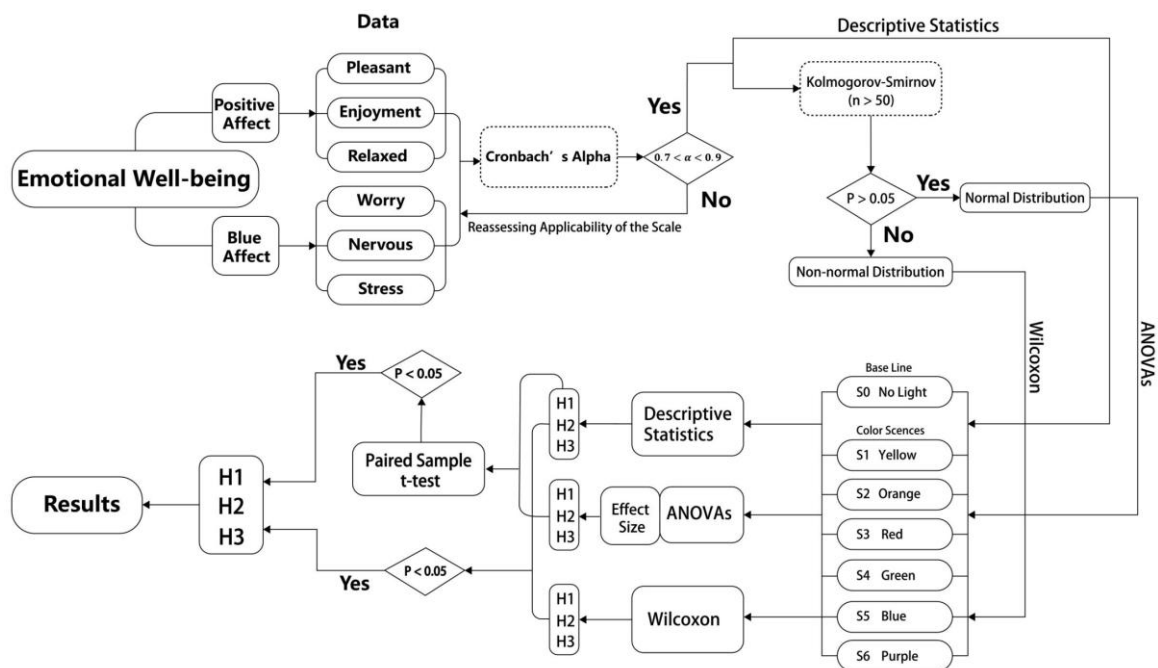 Data
Descriptive Statistics
Emotional Well-being
Positive
Affect
Blue
Affect
Pleasant
Enjoyment
Relaxed
Worry
Nervous
Stress
Cronbach's Alpha
0.7 < α < 0.9
Yes
No
Reassessing Applicability of the Scale
Kolmogorov-Smirnov
(n > 50)
P > 0.05
Yes
No
Normal Distribution
Non-normal Distribution
Wilcoxon
ANOVAs
Base Line
S0 No Light
Color Scences
S1 Yellow
S2 Orange
S3 Red
S4 Green
S5 Blue
S6 Purple
Descriptive
Statistics
Effect
Size
ANOVAs
Wilcoxon
H1
H2
H3
H1
H2
H3
H1
H2
H3
Paired Sample
t-test
P < 0.05
Yes
P < 0.05
Yes
H1
H2
H3
Results